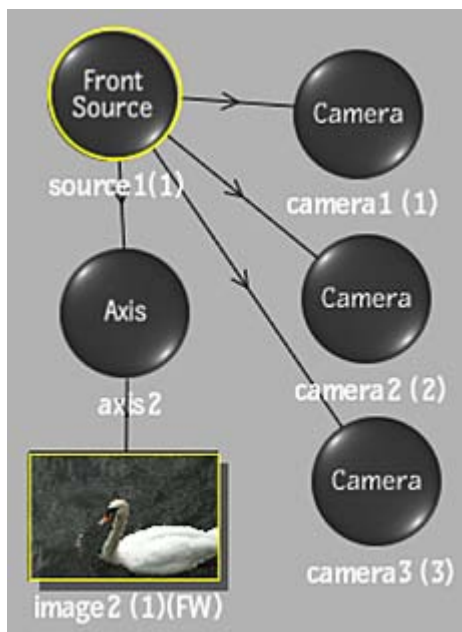 Front
Source
source1(1)
Camera
camera1 (1)
Axis
axis2
Camera
camera2 (2)
Camera
camera3 (3)
image2 (1)(FW)